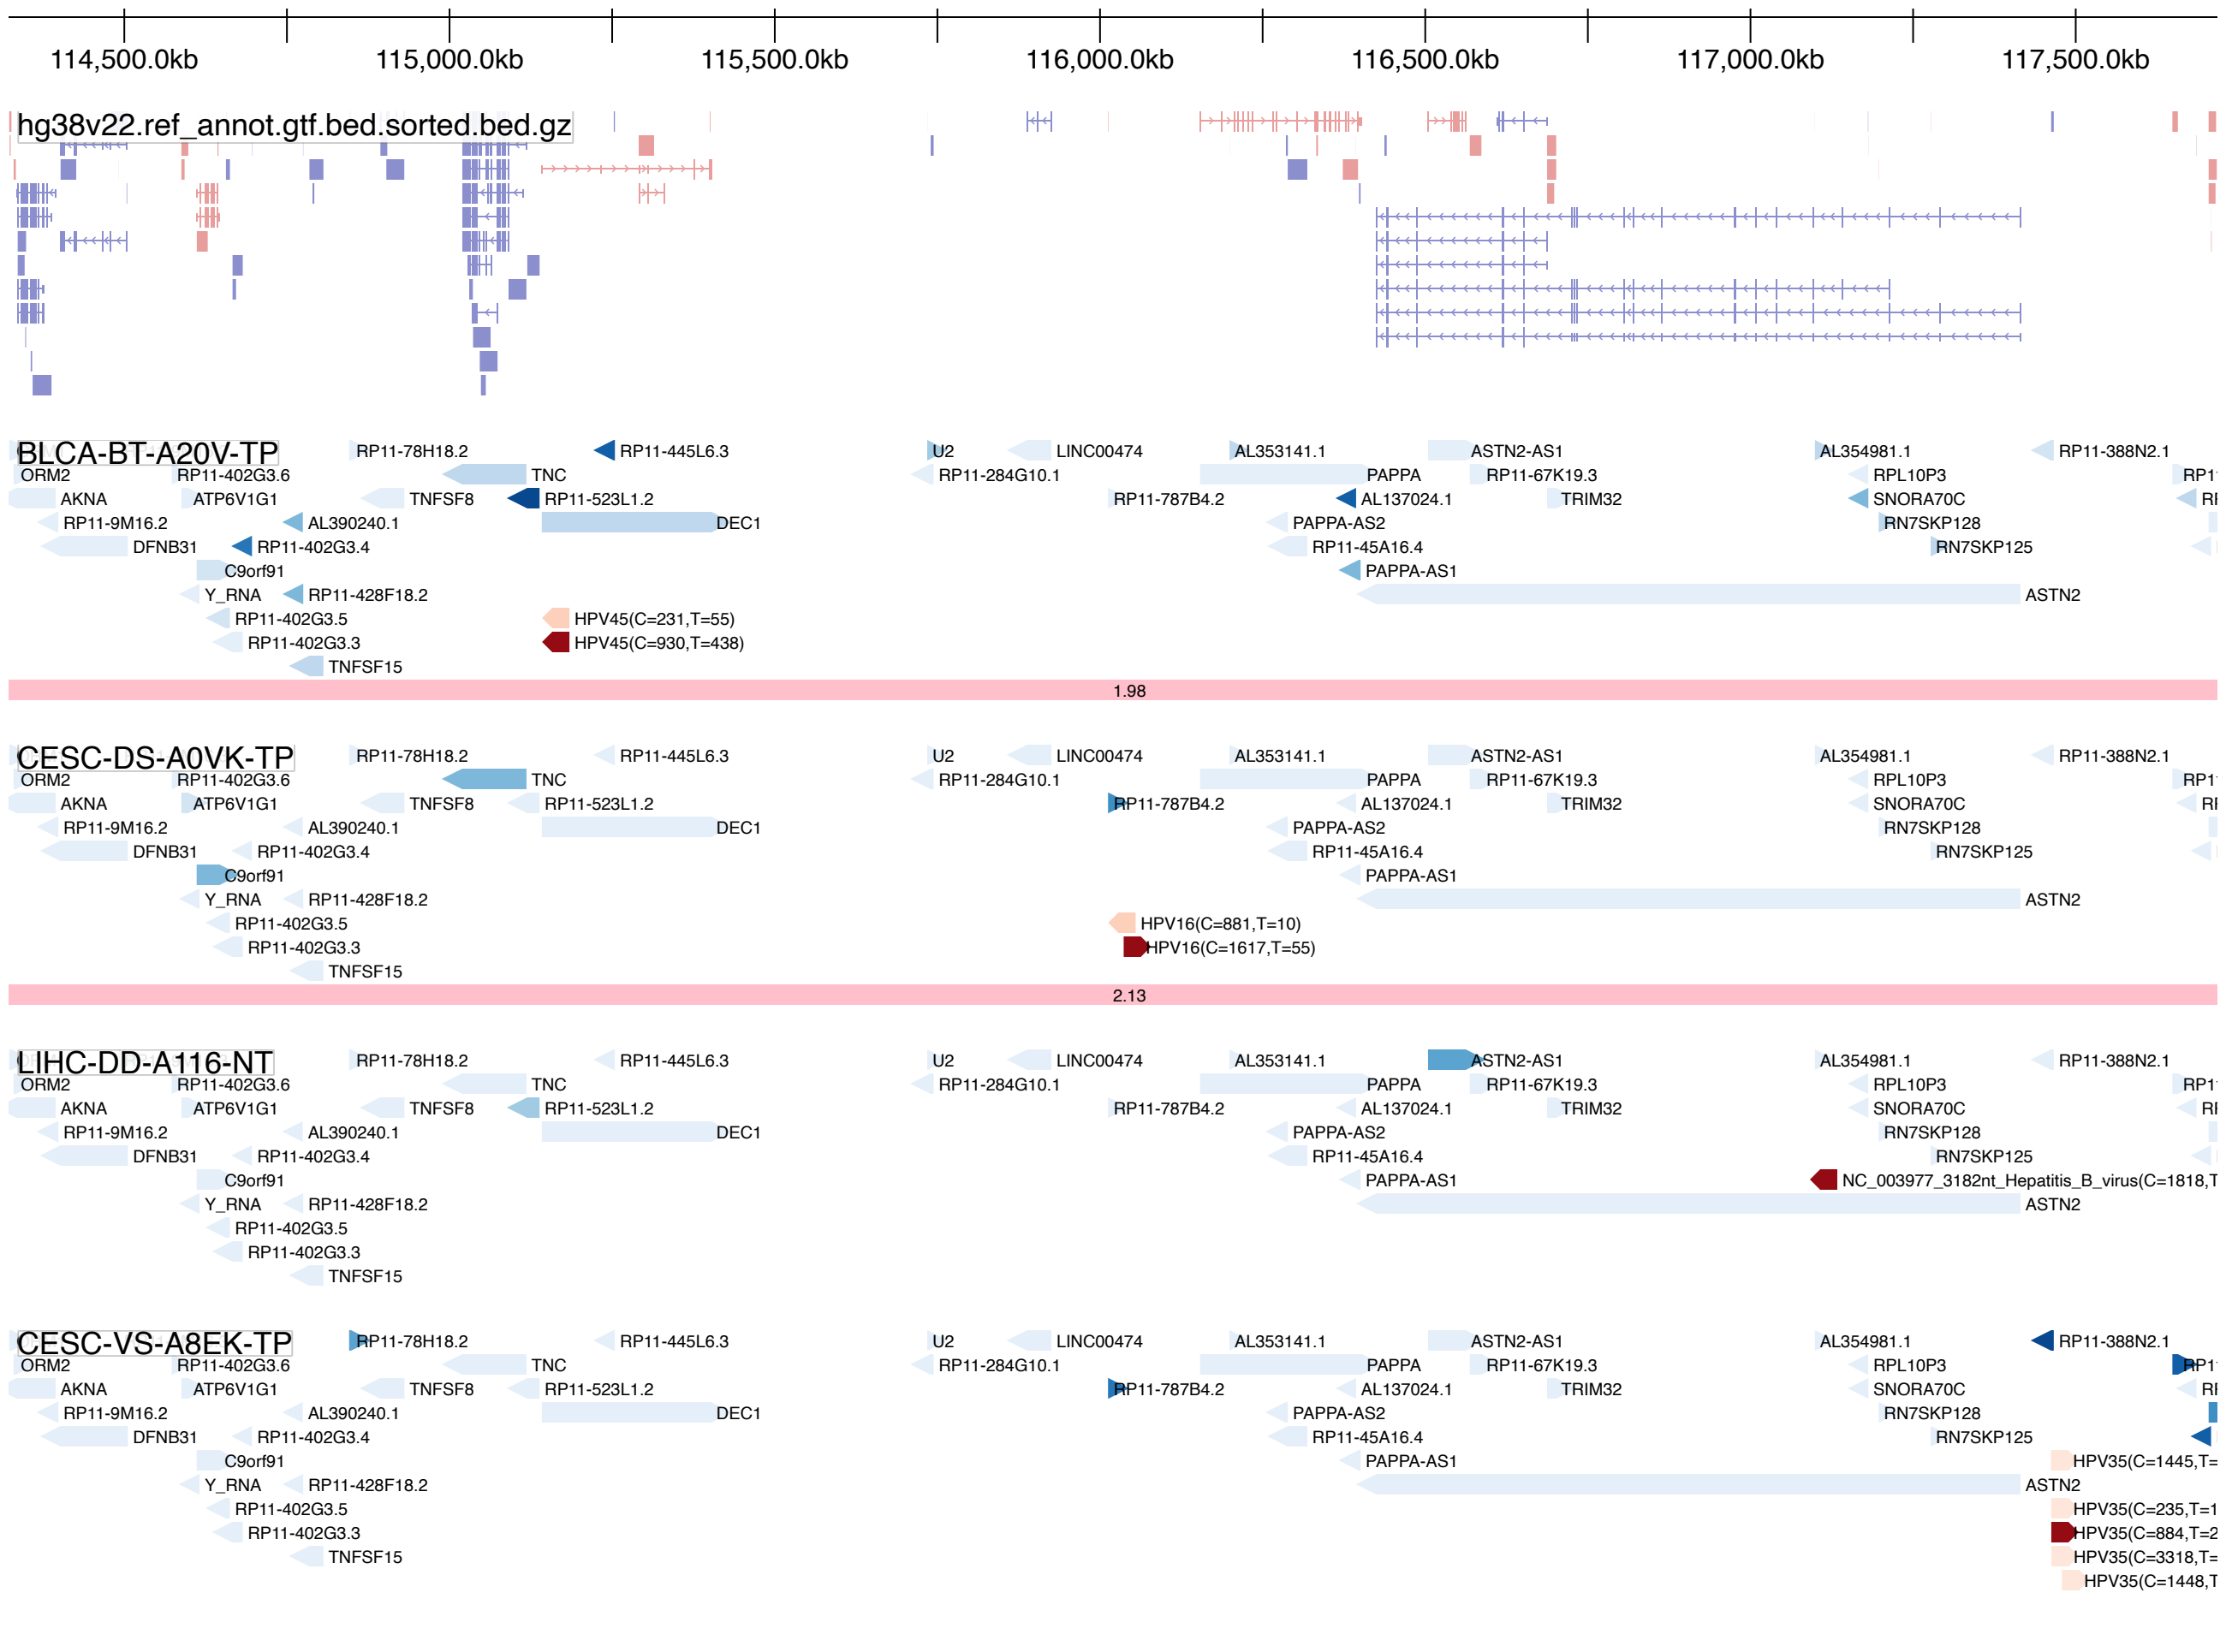 114,500.0kb 115,000.0kb 115,500.0kb 116,000.0kb 116,500.0kb 117,000.0kb 117,500.0kb
hg38v22.ref_annot.gtf.bed.sorted.bed.gz
BLCA-BT-A20V-TP RP11-78H18.2 RP11-445L6.3 U2 LINC00474 AL353141.1 ASTN2-AS1 AL354981.1 RP11-388N2.1
ORM2 RP11-402G3.6 TNC RP11-284G10.1 PAPPA RP11-67K19.3 RPL10P3 RP1
AKNA ATP6V1G1 TNFSF8 RP11-523L1.2 RP11-787B4.2 AL137024.1 TRIM32 SNORA70C
RP11-9M16.2 AL390240.1 DEC1 PAPPA-AS2 RN7SKP128
DFNB31 RP11-402G3.4 RP11-45A16.4 RN7SKP125
C9orf91 PAPPA-AS1
Y_RNA RP11-428F18.2 ASTN2
RP11-402G3.5 HPV45(C=231,T=55)
RP11-402G3.3 HPV45(C=930,T=438)
TNFSF15
1.98
CESC-DS-A0VK-TP RP11-78H18.2 RP11-445L6.3 U2 LINC00474 AL353141.1 ASTN2-AS1 AL354981.1 RP11-388N2.1
ORM2 RP11-402G3.6 TNC RP11-284G10.1 PAPPA RP11-67K19.3 RPL10P3 RP1
AKNA ATP6V1G1 TNFSF8 RP11-523L1.2 RP11-787B4.2 AL137024.1 TRIM32 SNORA70C
RP11-9M16.2 AL390240.1 DEC1 PAPPA-AS2 RN7SKP128
DFNB31 RP11-402G3.4 RP11-45A16.4 RN7SKP125
C9orf91 PAPPA-AS1
Y_RNA RP11-428F18.2 ASTN2
RP11-402G3.5 HPV16(C=881,T=10)
RP11-402G3.3 HPV16(C=1617,T=55)
TNFSF15
2.13
LIHC-DD-A116-NT RP11-78H18.2 RP11-445L6.3 U2 LINC00474 AL353141.1 ASTN2-AS1 AL354981.1 RP11-388N2.1
ORM2 RP11-402G3.6 TNC RP11-284G10.1 PAPPA RP11-67K19.3 RPL10P3 RP1
AKNA ATP6V1G1 TNFSF8 RP11-523L1.2 RP11-787B4.2 AL137024.1 TRIM32 SNORA70C
RP11-9M16.2 AL390240.1 DEC1 PAPPA-AS2 RN7SKP128
DFNB31 RP11-402G3.4 RP11-45A16.4 RN7SKP125
C9orf91 PAPPA-AS1 NC_003977_3182nt_Hepatitis_B_virus(C=1818,T
Y_RNA RP11-428F18.2 ASTN2
RP11-402G3.5
RP11-402G3.3
TNFSF15
CESC-VS-A8EK-TP RP11-78H18.2 RP11-445L6.3 U2 LINC00474 AL353141.1 ASTN2-AS1 AL354981.1 RP11-388N2.1
ORM2 RP11-402G3.6 TNC RP11-284G10.1 PAPPA RP11-67K19.3 RPL10P3 RP1
AKNA ATP6V1G1 TNFSF8 RP11-523L1.2 RP11-787B4.2 AL137024.1 TRIM32 SNORA70C
RP11-9M16.2 AL390240.1 DEC1 PAPPA-AS2 RN7SKP128
DFNB31 RP11-402G3.4 RP11-45A16.4 RN7SKP125
C9orf91 PAPPA-AS1 HPV35(C=1445,T=
Y_RNA RP11-428F18.2 ASTN2
RP11-402G3.5 HPV35(C=235,T=1
RP11-402G3.3 HPV35(C=884,T=2
TNFSF15 HPV35(C=3318,T=
HPV35(C=1448,T